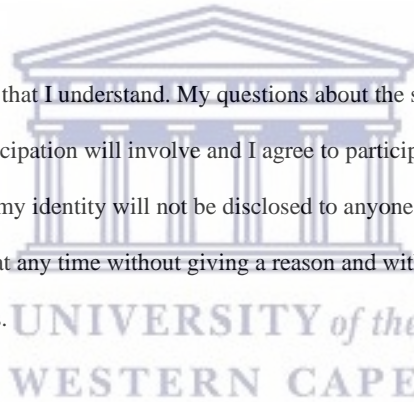 that I understand. My questions about the s
cipation will involve and I agree to particip
my identity will not be disclosed to anyone
at any time without giving a reason and wit
s.
UNIVERSITY of the
WESTERN CAPE